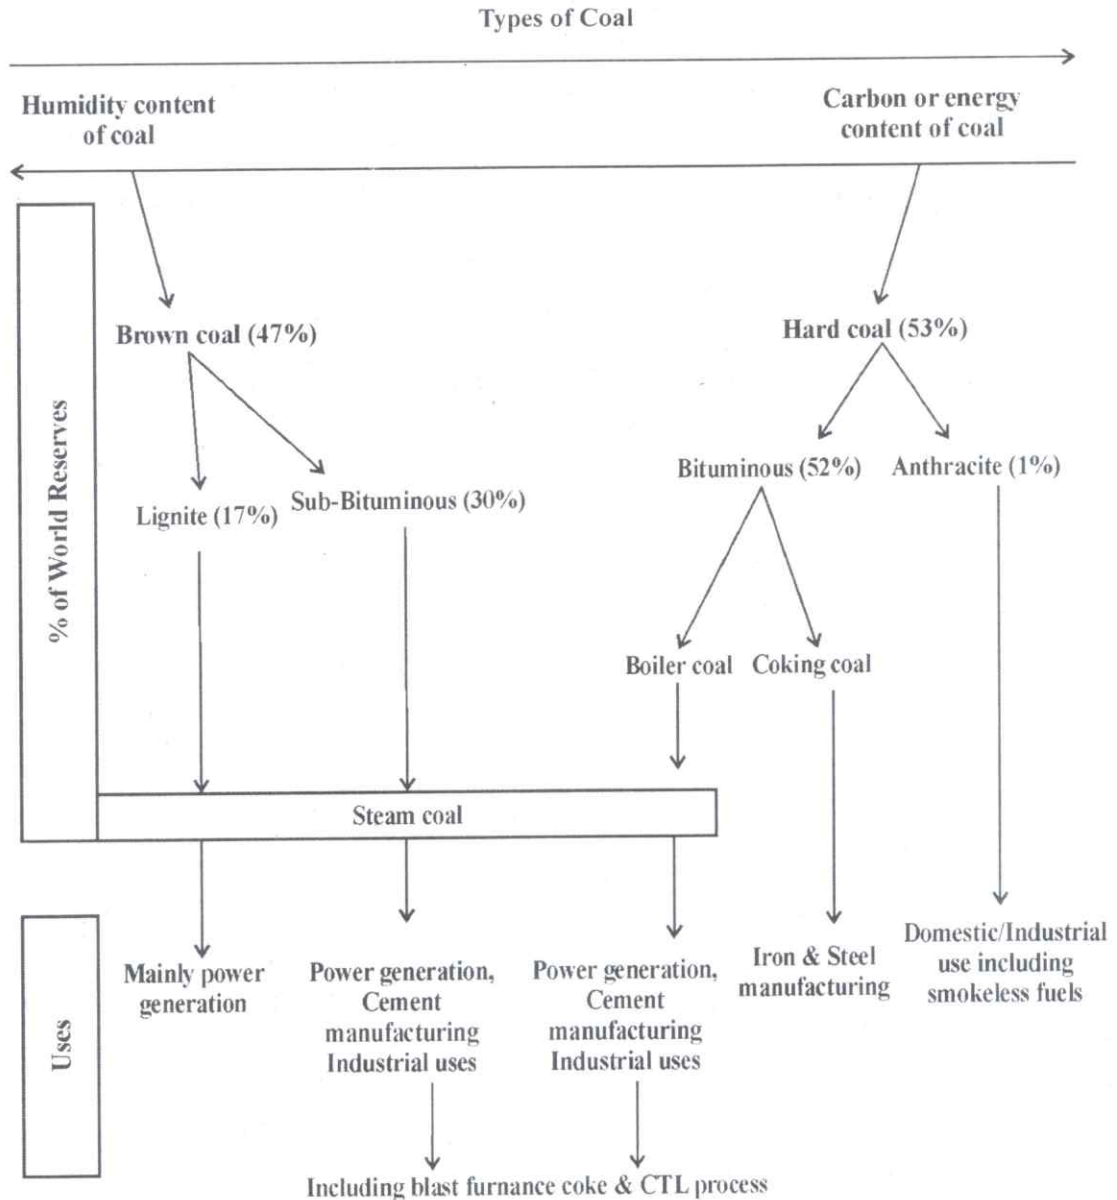 Types of Coal
Humidity content
of coal
Carbon or energy
content of coal
% of World Reserves
Brown coal (47%)
Hard coal (53%)
Lignite (17%)
Sub-Bituminous (30%)
Bituminous (52%)
Anthracite (1%)
Boiler coal
Coking coal
Steam coal
Uses
Mainly power
generation
Power generation,
Cement
manufacturing
Industrial uses
Power generation,
Cement
manufacturing
Industrial uses
Iron & Steel
manufacturing
Domestic/Industrial
use including
smokeless fuels
Including blast furnance coke & CTL process